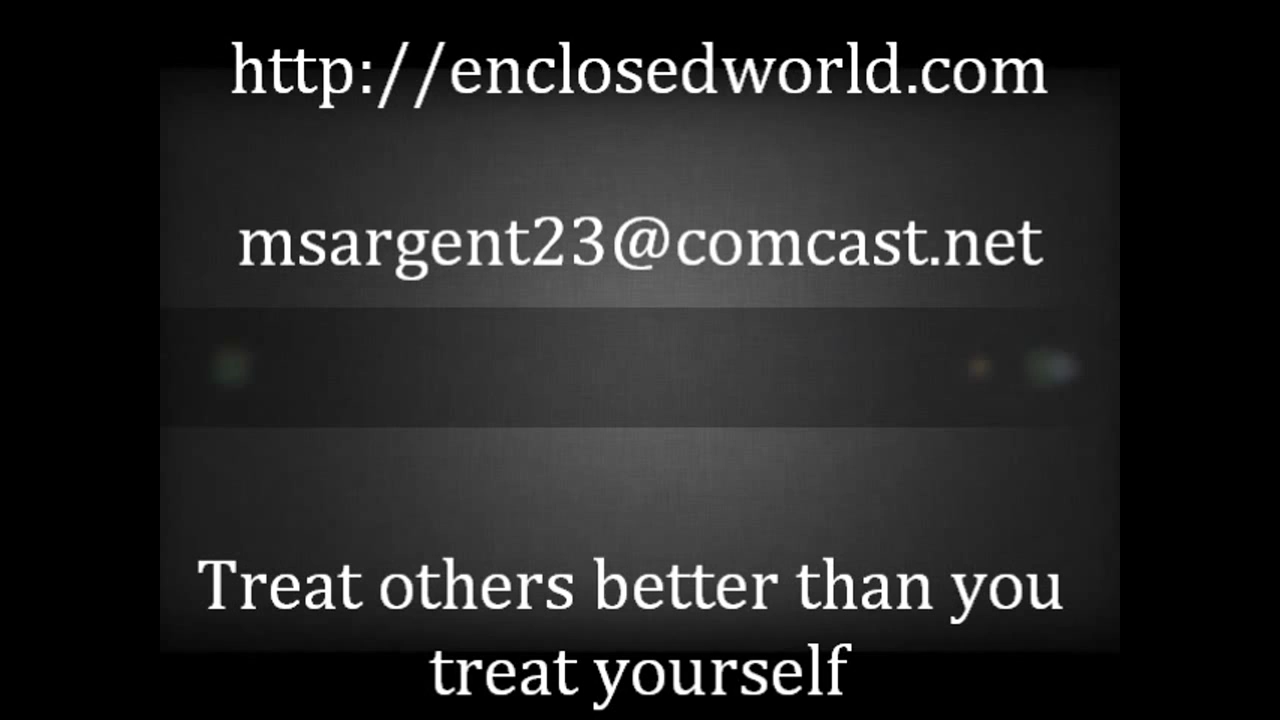 http://enclosedworld.com
msargent23@comcast.net
Treat others better than you
treat yourself